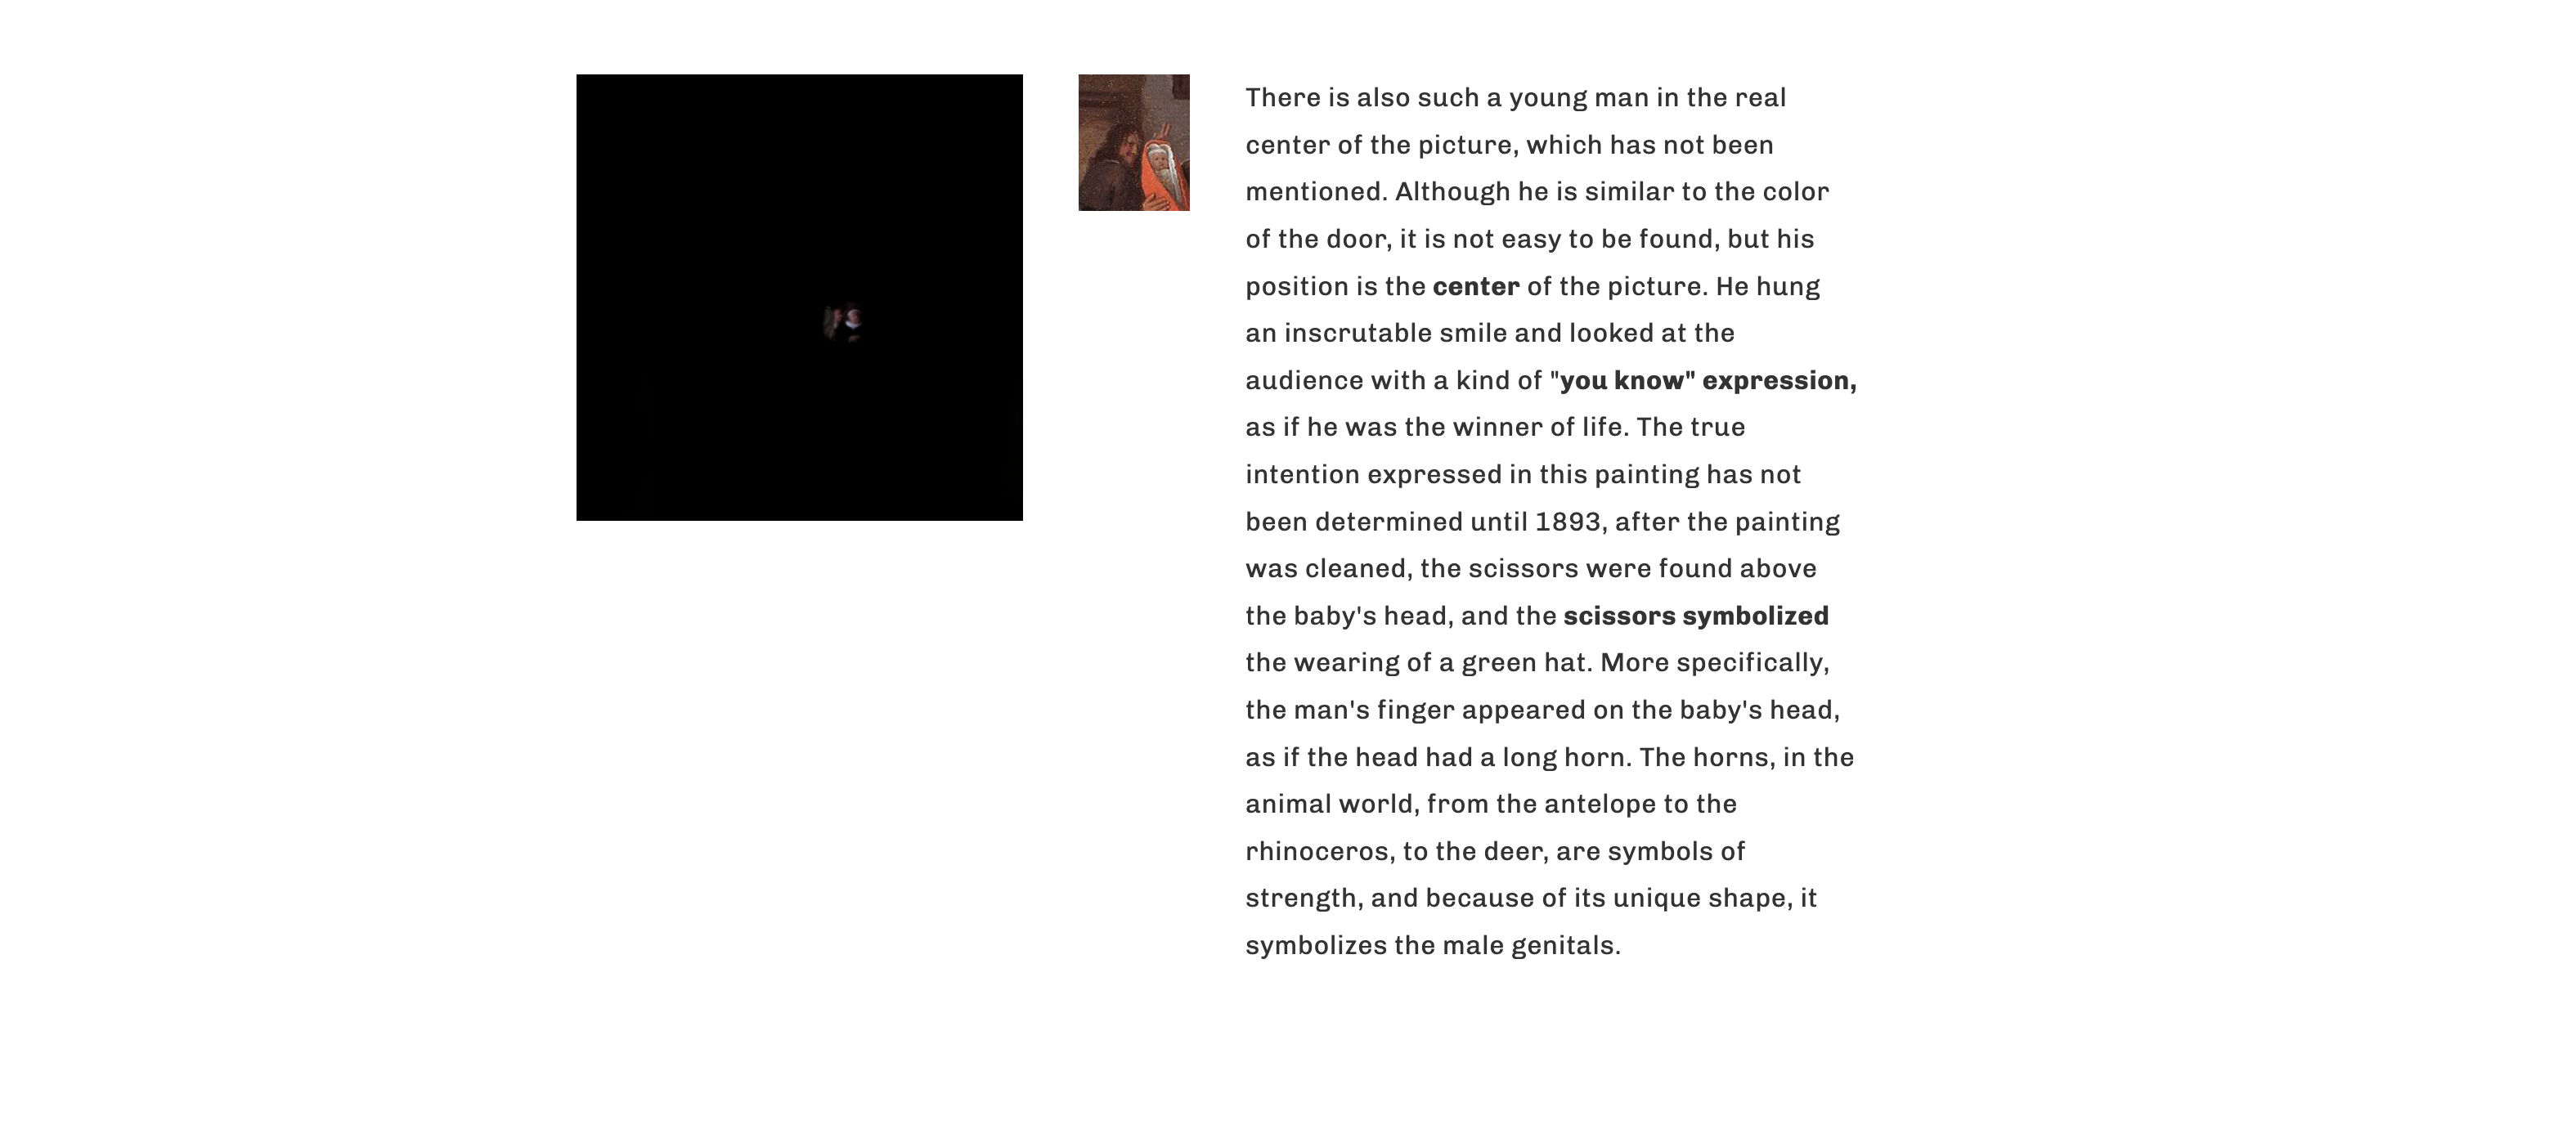 There is also such a young man in the real
center of the picture, which has not been
mentioned. Although he is similar to the color
of the door, it is not easy to be found, but his
position is the center of the picture. He hung
an inscrutable smile and looked at the
audience with a kind of "you know" expression,
as if he was the winner of life. The true
intention expressed in this painting has not
been determined until 1893, after the painting
was cleaned, the scissors were found above
the baby's head, and the scissors symbolized
the wearing of a green hat. More specifically,
the man's finger appeared on the baby's head,
as if the head had a long horn. The horns, in the
animal world, from the antelope to the
rhinoceros, to the deer, are symbols of
strength, and because of its unique shape, it
symbolizes the male genitals.